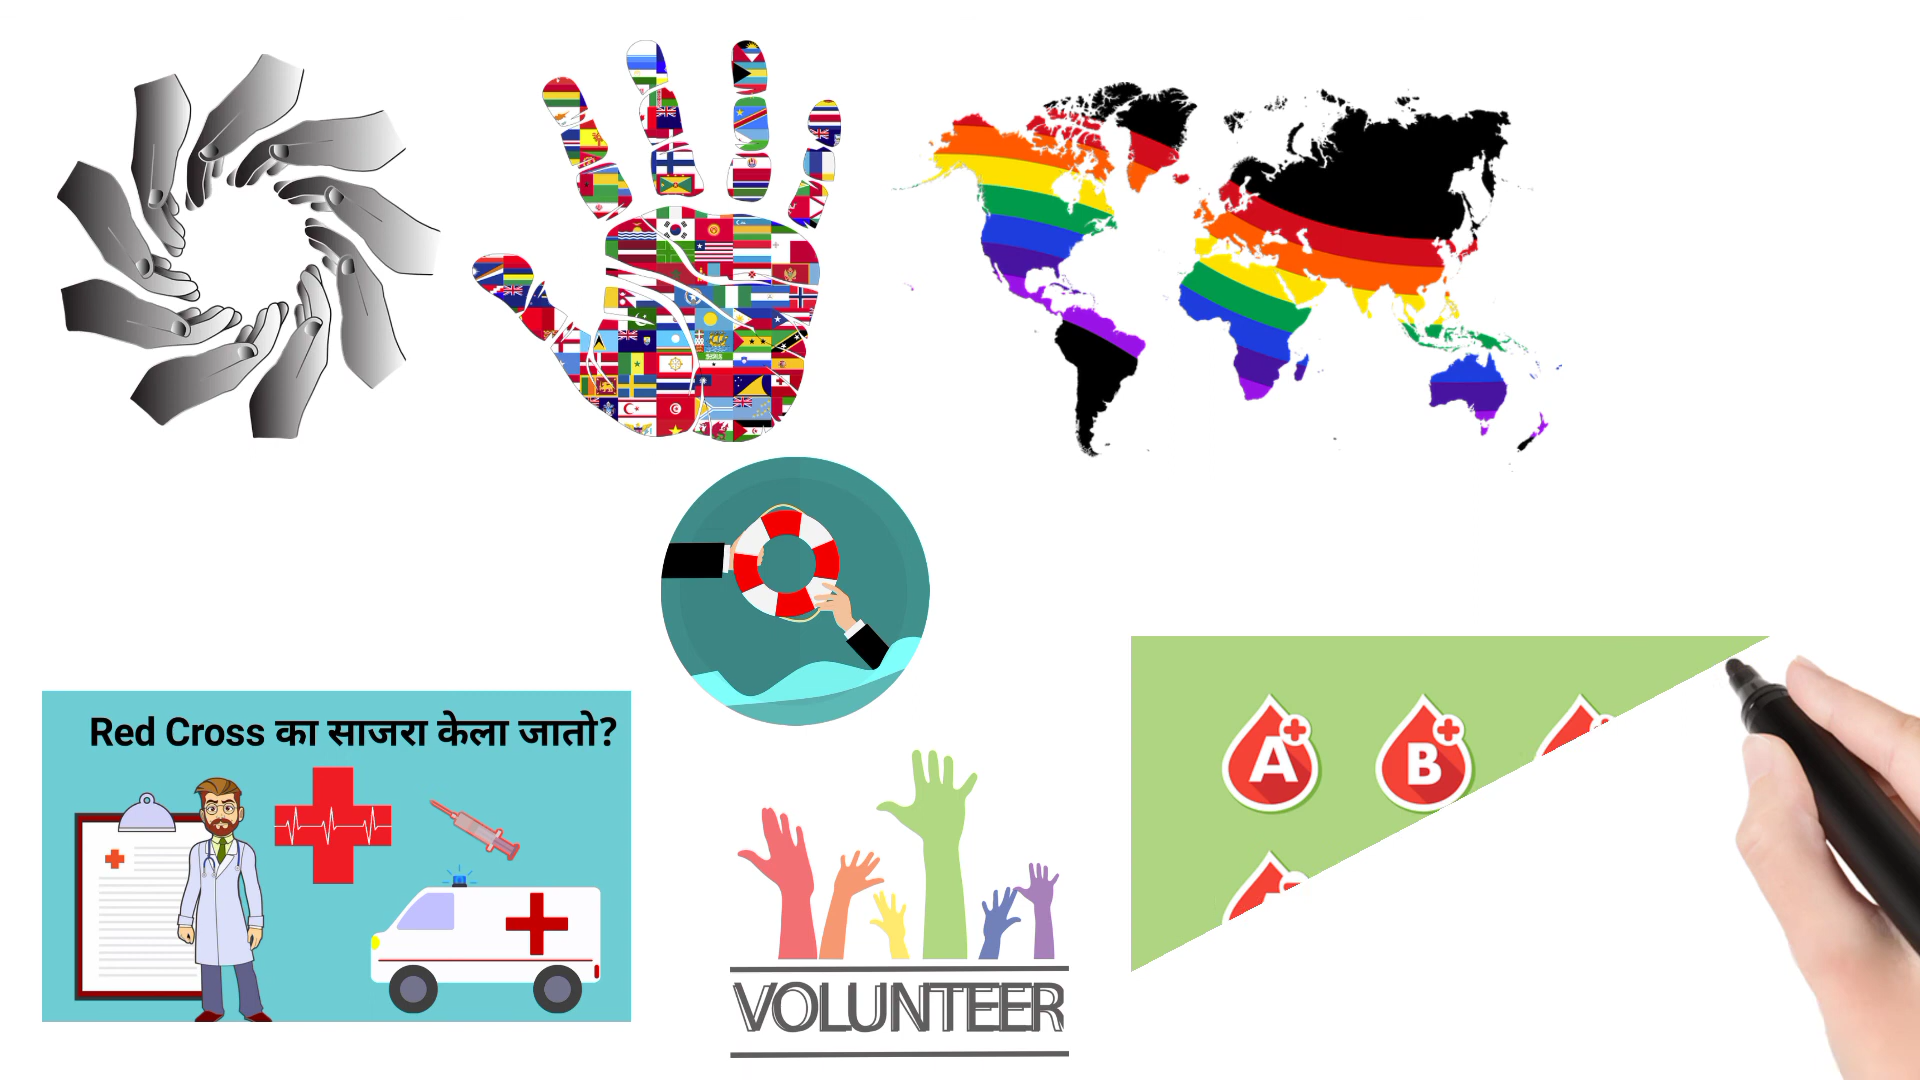 Red Cross का साजरा केला जातो?
A+
B+
VOLUNTEER